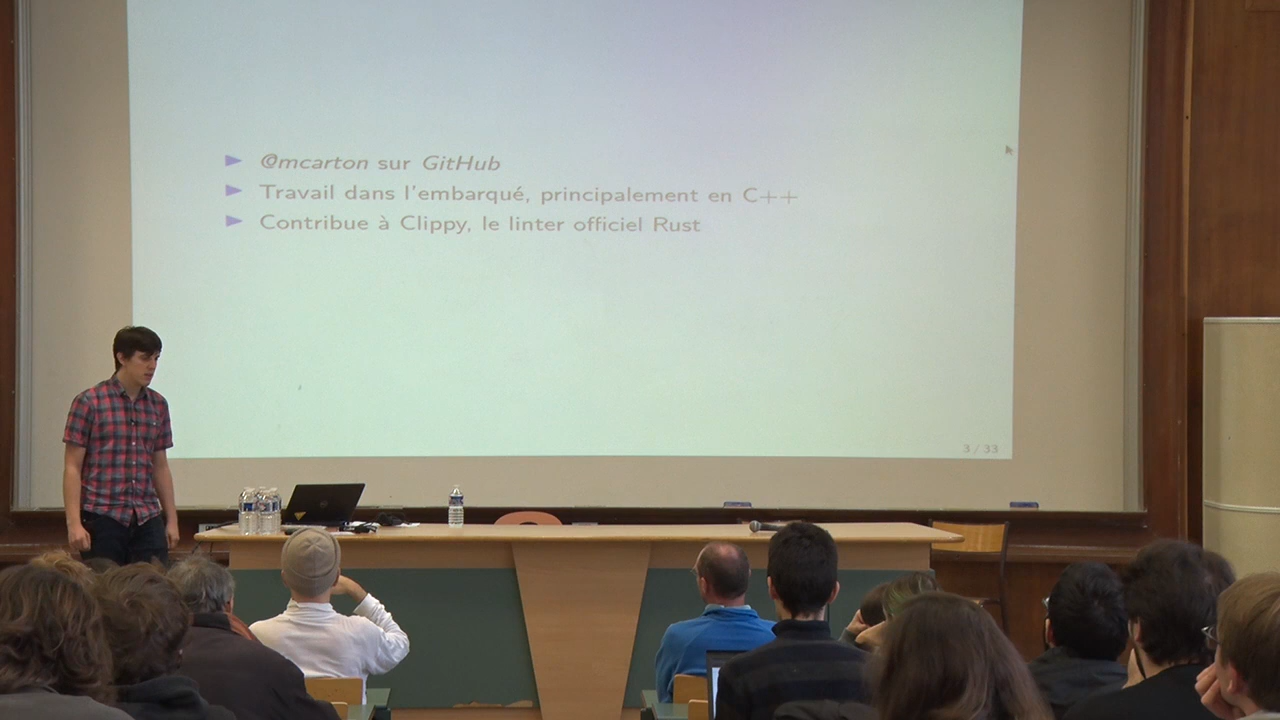 @mcarton sur GitHub
Travail dans l'embarqué, principalement en C++
Contribue à Clippy, le linter officiel Rust
3 / 33